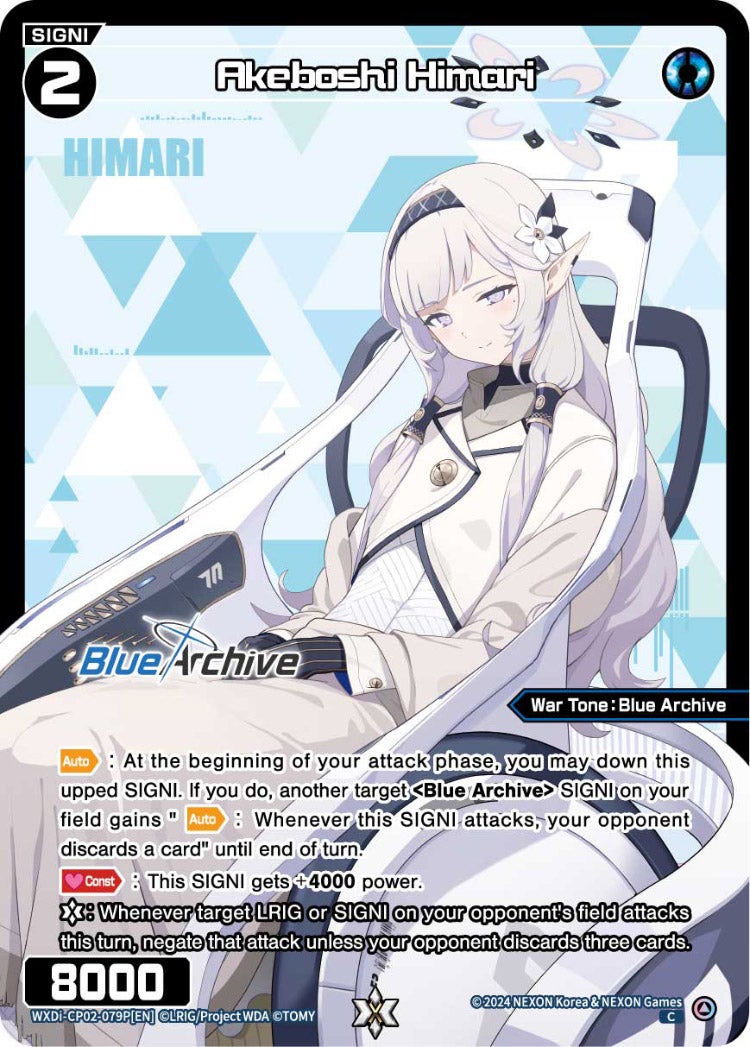 SIGNI
2
Akeboshi Himari
HIMARI
Blue Archive
War Tone:Blue Archive
Auto : At the beginning of your attack phase, you may down this
upped SIGNI. If you do, another target <Blue Archive> SIGNI on your
field gains " Auto : Whenever this SIGNI attacks, your opponent
discards a card" until end of turn.
Const : This SIGNI gets +4000 power.
: Whenever target LRIG or SIGNI on your opponent's field attacks
this turn, negate that attack unless your opponent discards three cards.
8000
WXDi-CP02-079P[EN] ©LRIG/Project WDA ©TOMY
©2024 NEXON Korea & NEXON Games
C